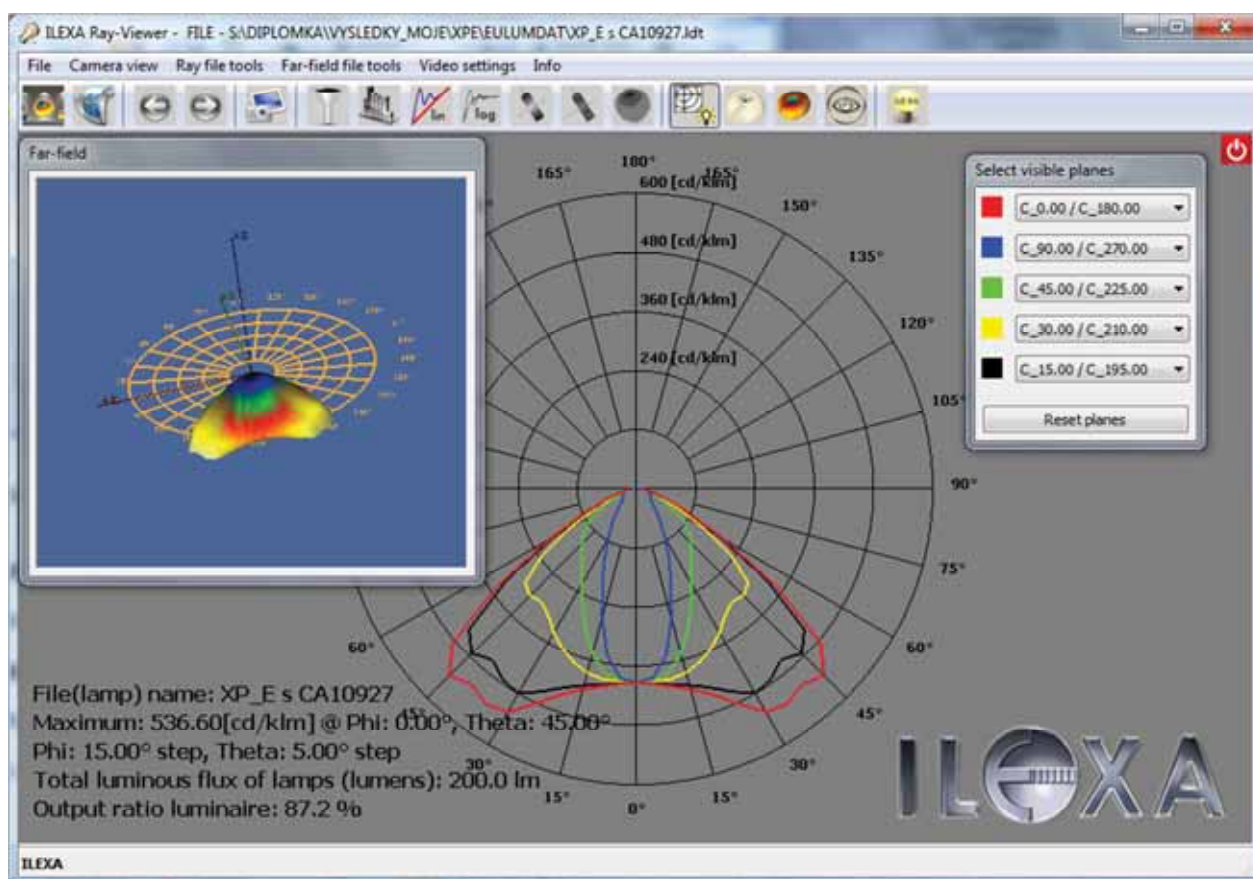 ILEXA Ray-Viewer - FILE - S:\DIPLOMKA\VYSLEDKY_MOJE\XPE\EULUMDAT\XP_E s CA10927.ldt
File Camera view Ray file tools Far-field file tools Video settings Info
lin
log
Far-field
Select visible planes
C_0.00 / C_180.00
C_90.00 / C_270.00
C_45.00 / C_225.00
C_30.00 / C_210.00
C_15.00 / C_195.00
Reset planes
165° 180° 165°
600 [cd/klm]
150°
480 [cd/klm]
135°
360 [cd/klm]
120°
240 [cd/klm]
105°
90°
75°
60° 60°
45° 45°
30° 30°
15° 0° 15°
File(lamp) name: XP_E s CA10927
Maximum: 536.60[cd/klm] @ Phi: 0.00°, Theta: 45.00°
Phi: 15.00° step, Theta: 5.00° step
Total luminous flux of lamps (lumens): 200.0 lm
Output ratio luminaire: 87.2 %
ILEXA
ILEXA